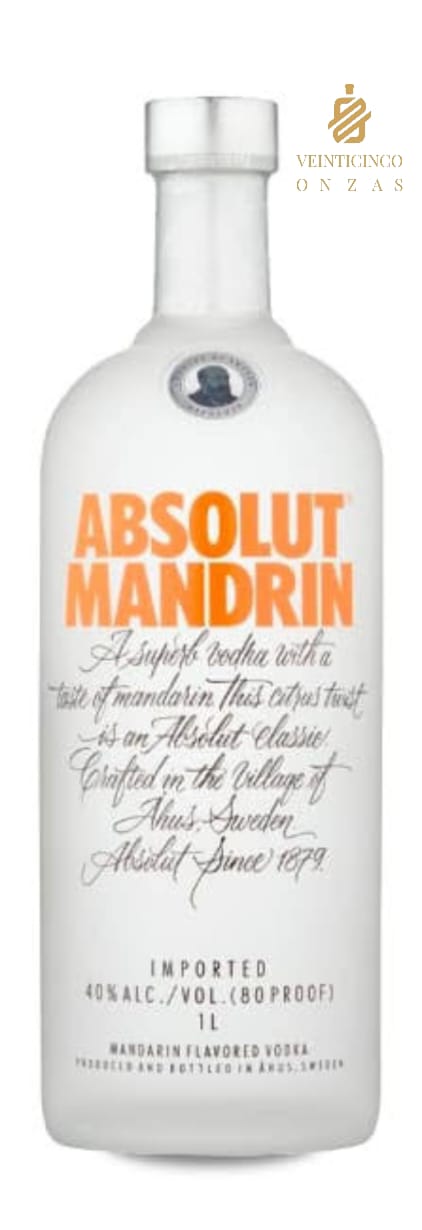 VEINTICINCO
ONZAS
ABSOLUT
MANDRIN
A superb vodka with a
taste of mandarin This citrus twist
is an Absolut classic.
Crafted in the Village of
Åhus, Sweden
Absolut Since 1879.
IMPORTED
40% ALC./VOL. (80 PROOF)
1L
MANDARIN FLAVORED VODKA
PRODUCED AND BOTTLED IN ÅHUS, SWEDEN